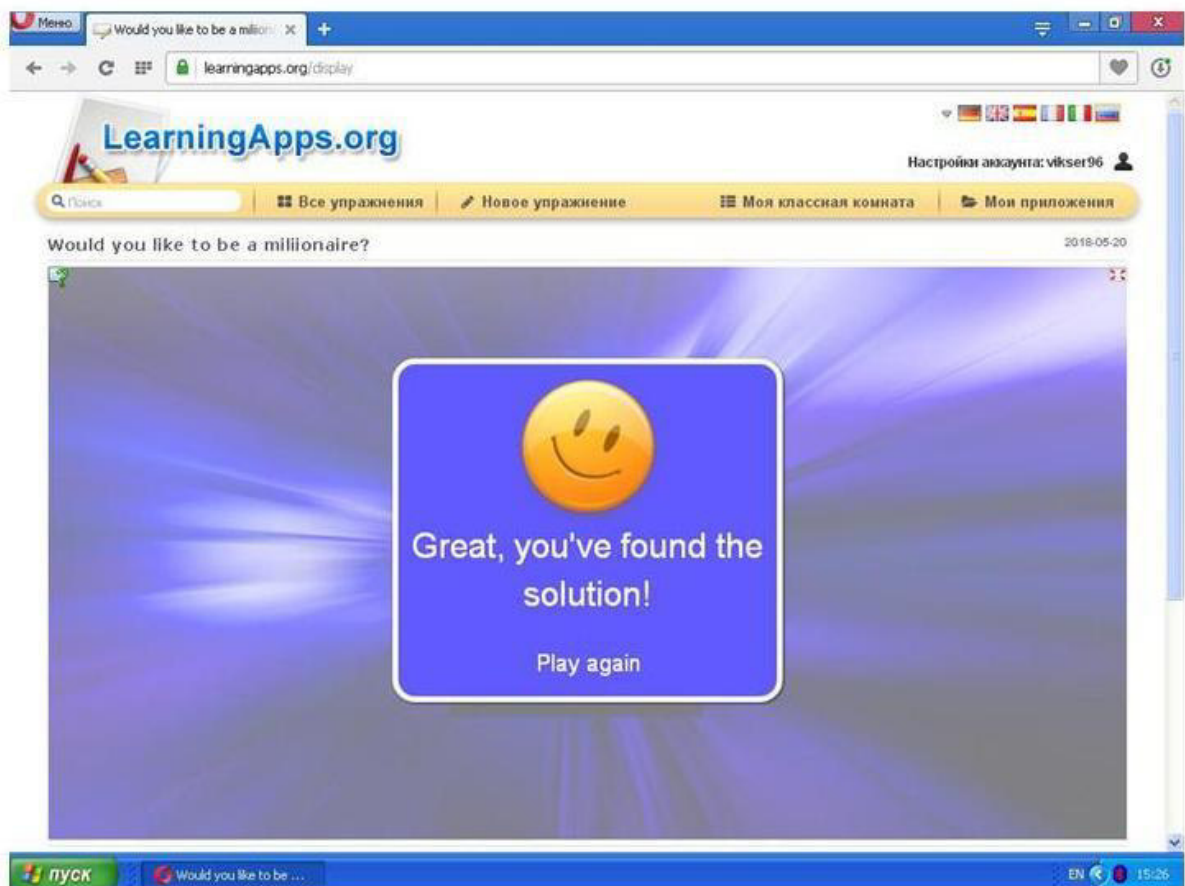 Меню
Would you like to be a milion
learningapps.org/display
LearningApps.org
Настройки аккаунта: vikser96
Поиск
Все упражнения
Новое упражнение
Моя классная комната
Мои приложения
Would you like to be a miliionaire?
2018-05-20
Great, you've found the
solution!
Play again
пуск
Would you like to be ...
EN
15:26